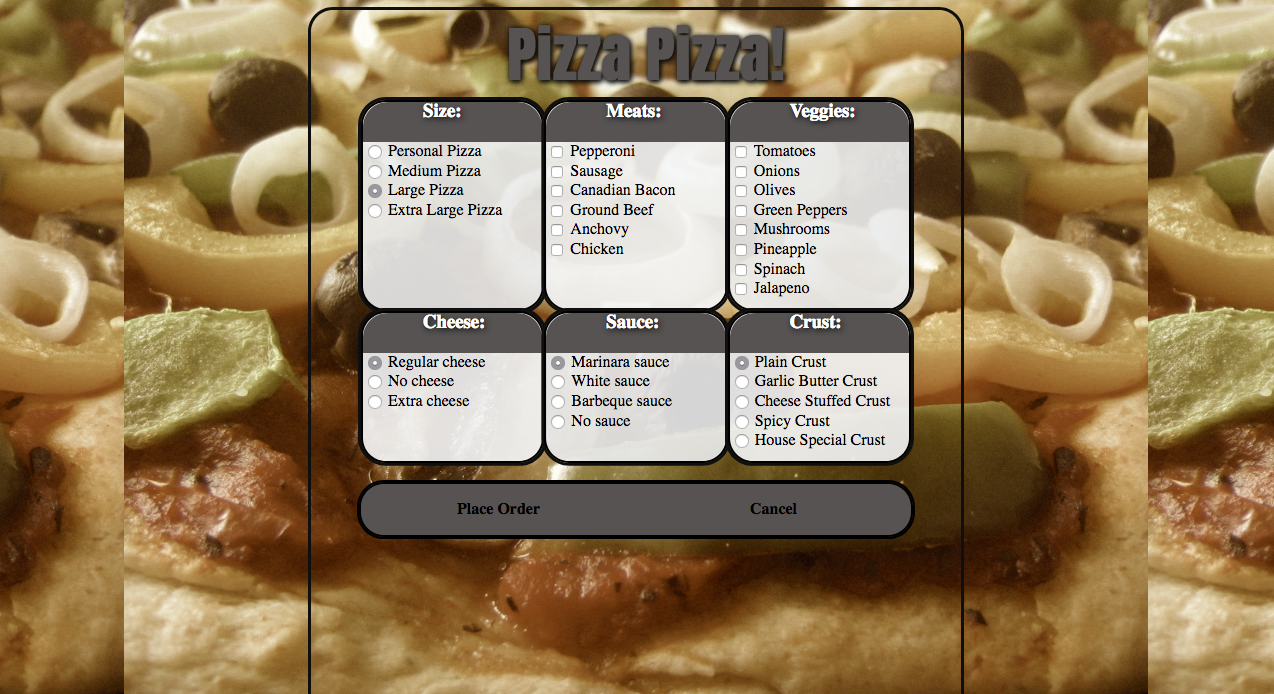 Pizza Pizza!
Size:
Personal Pizza
Medium Pizza
Large Pizza
Extra Large Pizza
Meats:
Pepperoni
Sausage
Canadian Bacon
Ground Beef
Anchovy
Chicken
Veggies:
Tomatoes
Onions
Olives
Green Peppers
Mushrooms
Pineapple
Spinach
Jalapeno
Cheese:
Regular cheese
No cheese
Extra cheese
Sauce:
Marinara sauce
White sauce
Barbeque sauce
No sauce
Crust:
Plain Crust
Garlic Butter Crust
Cheese Stuffed Crust
Spicy Crust
House Special Crust
Place Order
Cancel